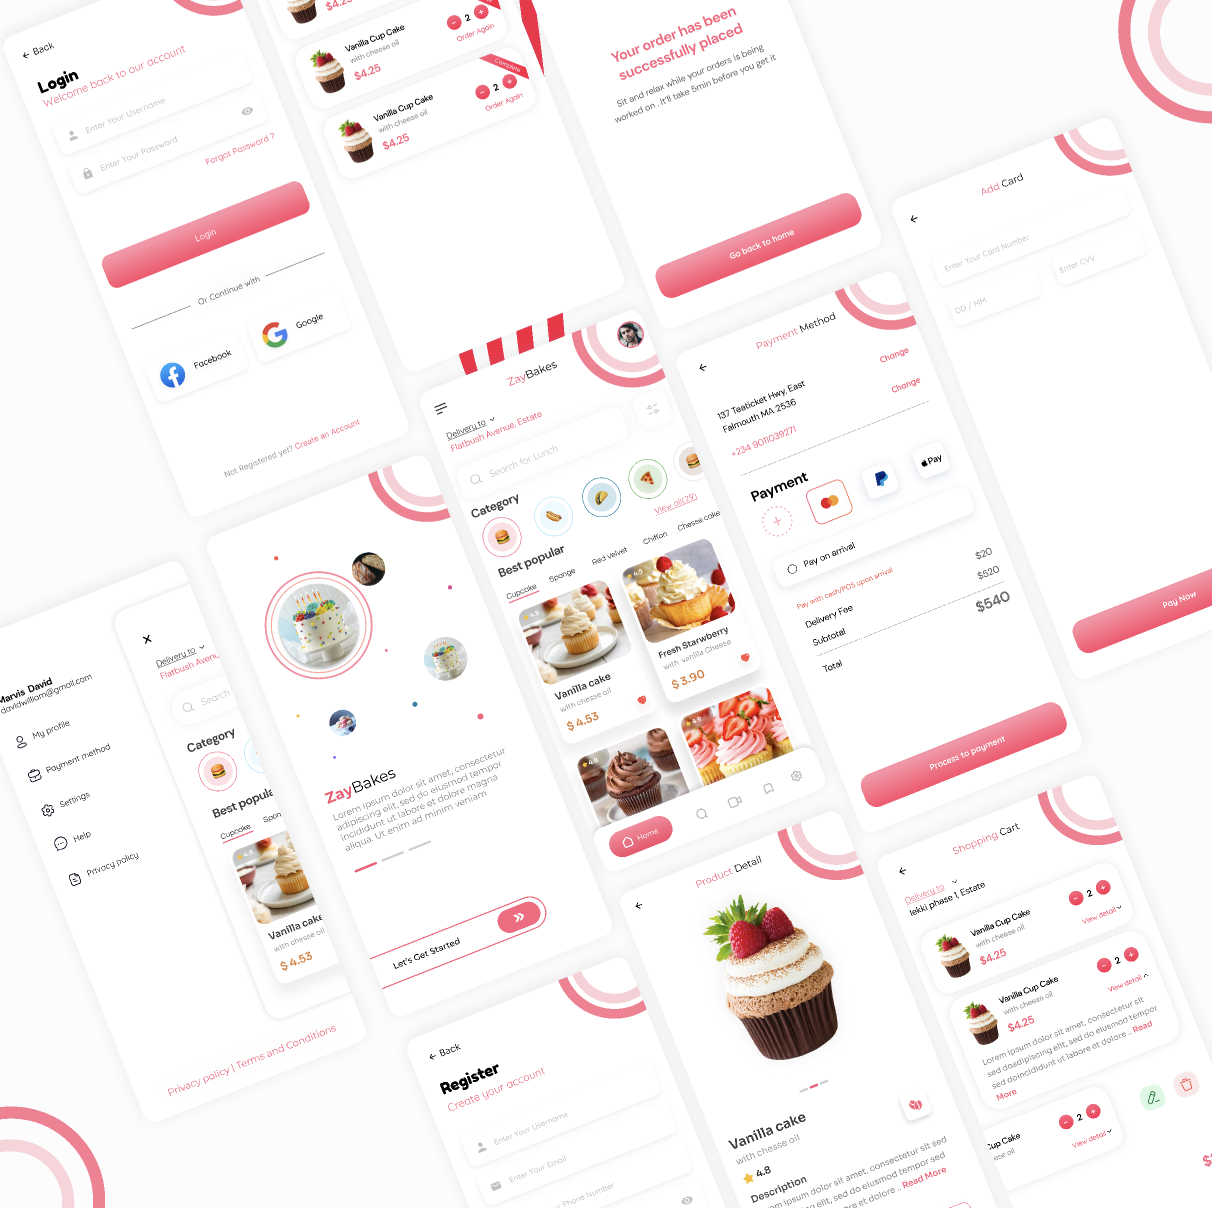 ← Back
Login
Welcome back to our account
Enter Your Username
Enter Your Password
Forgot Password ?
Login
Or Continue with
Facebook
Google
Not Registered yet? Create an Account
$4.25
2
Order Again
Vanilla Cup Cake
with cheese oil
$4.25
Complete
2
Order Again
Vanilla Cup Cake
with cheese oil
$4.25
Your order has been
successfully placed
Sit and relax while your orders is being
worked on . It'll take 5min before you get it
Go back to home
Add Card
Enter Your Card Number
DD / MM
Enter CVV
Pay Now
ZayBakes
Delivery to
Flatbush Avenue, Estate
Search for Lunch
Category
View all(29)
Best popular
Cupcake
Sponge
Red Velvet
Chiffon
Cheese cake
4.8
Vanilla cake
with chesse oil
$ 4.53
4.9
Fresh Starwberry
with vanilla Cheese
$ 3.90
4.8
4.9
Home
Payment Method
137 Teaticket Hwy, East
Falmouth MA 2536
Change
+234 9011039271
Change
Payment
Pay
Pay on arrival
Pay with cash/POS upon arrival
Delivery Fee
$20
Subtotal
$520
Total
$540
Process to payment
Marvis David
davidwilliam@gmail.com
My profile
Payment method
Settings
Help
Privacy policy
Delivery to
Flatbush Avenu
Search
Category
Best popula
Cupcake
Spon
4.8
Vanilla cake
with chesse oil
$ 4.53
Privacy policy | Terms and Conditions
ZayBakes
Lorem ipsum dolor sit amet, consectetur
adipiscing elit, sed do eiusmod tempor
incididunt ut labore et dolore magna
aliqua. Ut enim ad minim veniam
Let's Get Started
← Back
Register
Create your account
Enter Your Username
Enter Your Email
Phone Number
Product Detail
Vanilla cake
with chesse oil
4.8
Description
Lorem ipsum dolor sit amet, consectetur sit sed
do eiusmod tempor sed
ut labore et dolore .. Read More
Shopping Cart
Delivery to
lekki phase 1, Estate
Vanilla Cup Cake
with cheese oil
$4.25
2
View detail
Vanilla Cup Cake
with cheese oil
$4.25
2
View detail
Lorem ipsum dolor sit amet, consectetur sit
sed doadipiscing elit, sed do eiusmod tempor
sed doincididunt ut labore et dolore .. Read
More
Cup Cake
esse oil
2
View detail